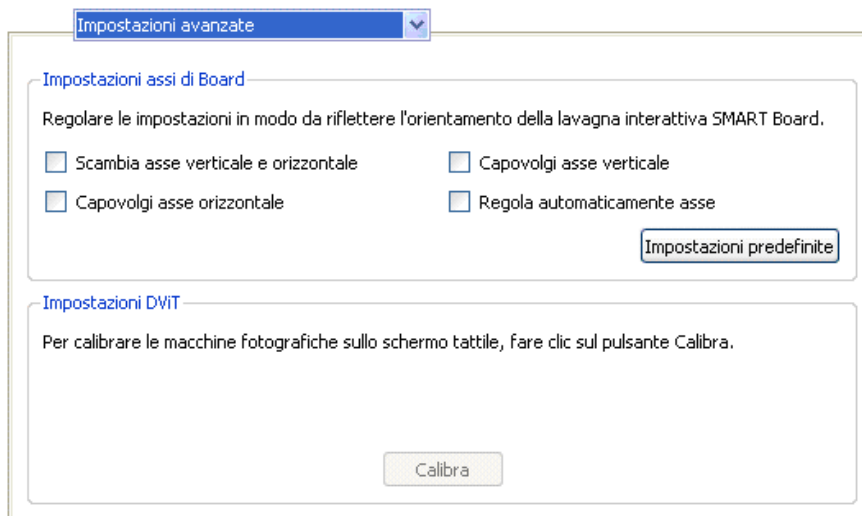 Impostazioni avanzate
Impostazioni assi di Board
Regolare le impostazioni in modo da riflettere l'orientamento della lavagna interattiva SMART Board.
Scambia asse verticale e orizzontale
Capovolgi asse verticale
Capovolgi asse orizzontale
Regola automaticamente asse
Impostazioni predefinite
Impostazioni DViT
Per calibrare le macchine fotografiche sullo schermo tattile, fare clic sul pulsante Calibra.
Calibra